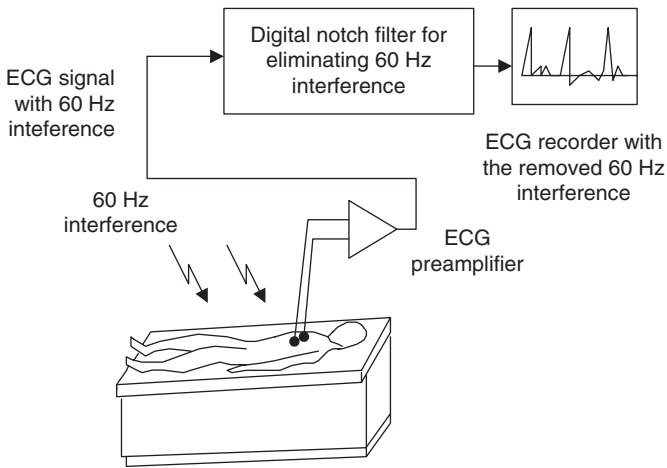 Digital notch filter for
eliminating 60 Hz
interference
ECG signal
with 60 Hz
inteference
ECG recorder with
the removed 60 Hz
interference
60 Hz
interference
ECG
preamplifier